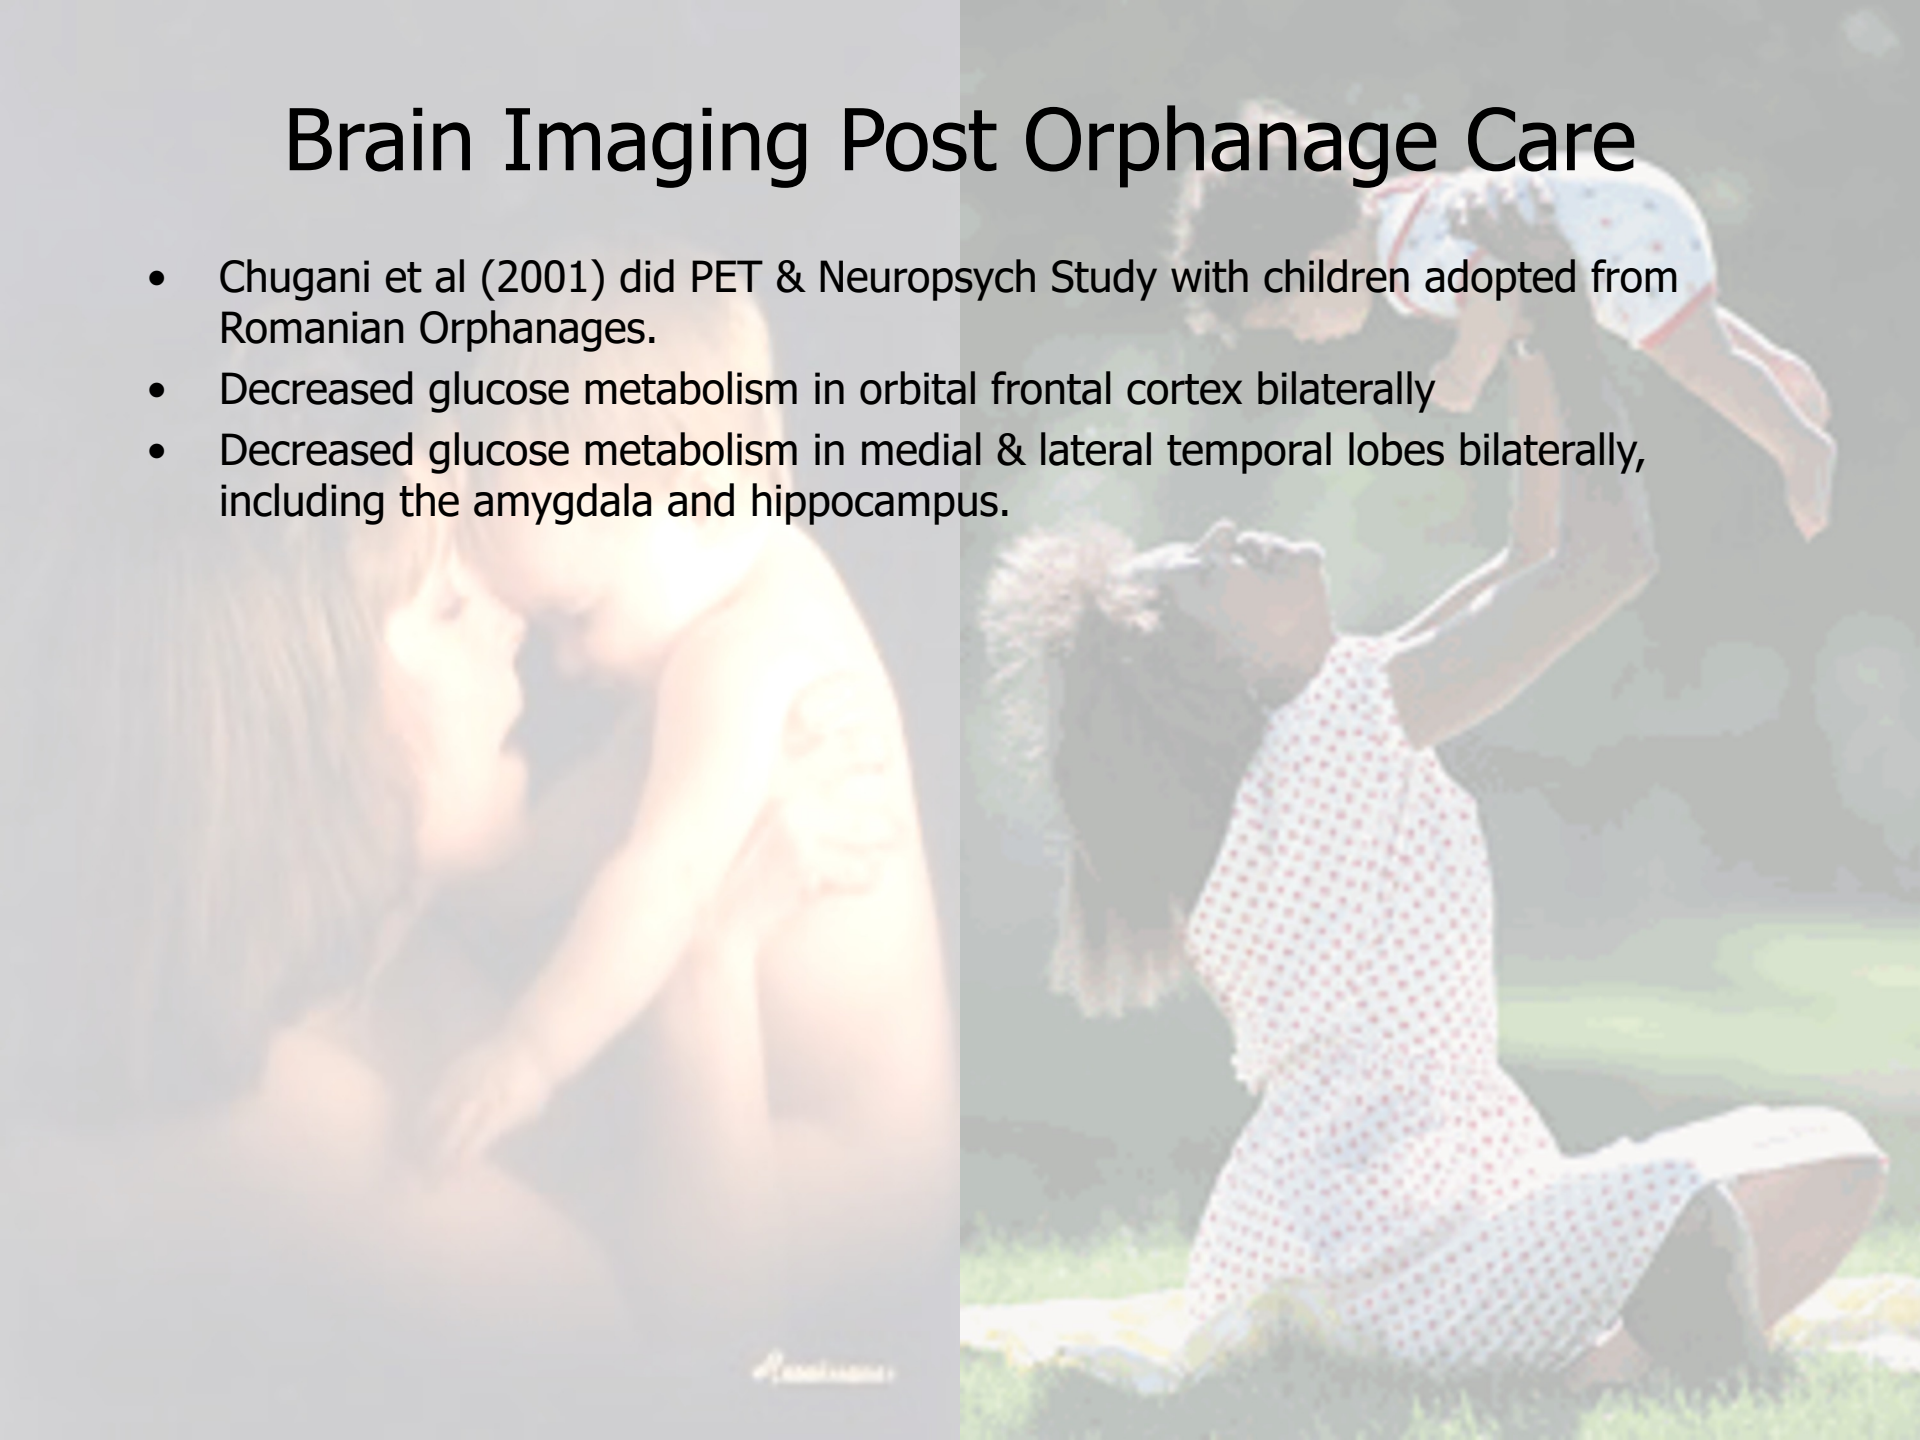 Brain Imaging Post Orphanage Care
• Chugani et al (2001) did PET & Neuropsych Study with children adopted from
Romanian Orphanages.
• Decreased glucose metabolism in orbital frontal cortex bilaterally
• Decreased glucose metabolism in medial & lateral temporal lobes bilaterally,
including the amygdala and hippocampus.